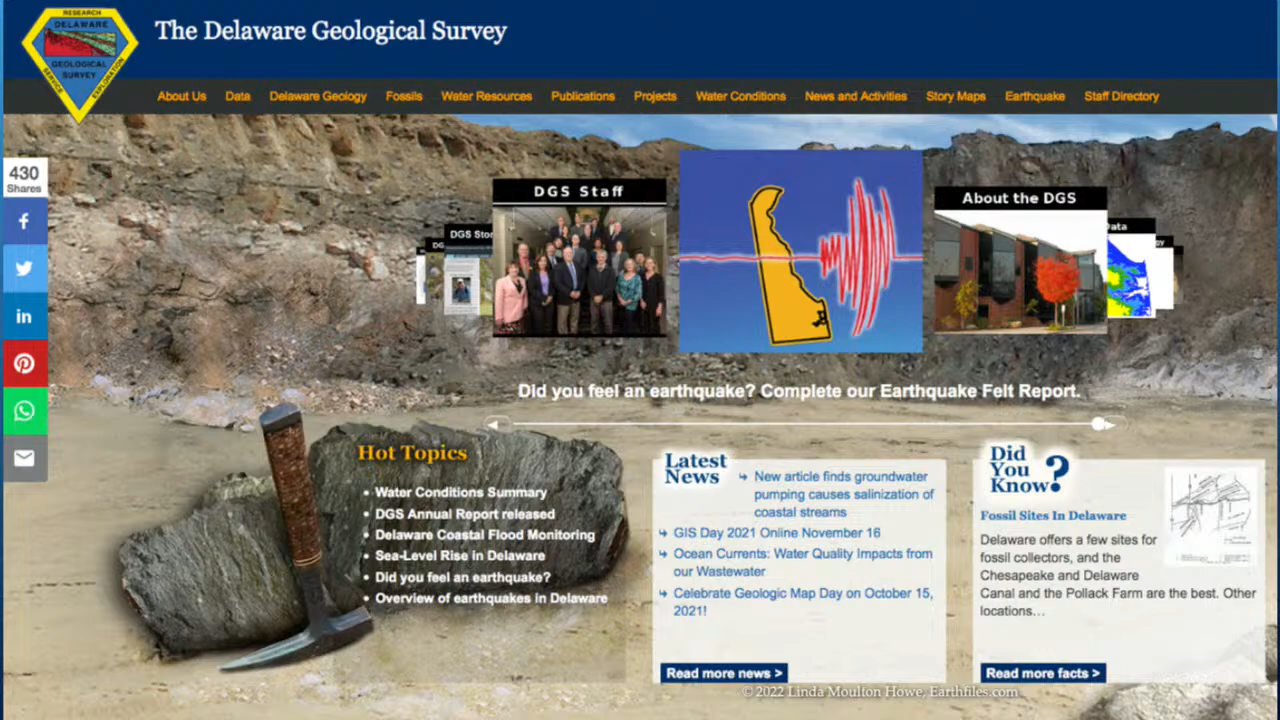 RESEARCH
DELAWARE
GEOLOGICAL
SURVEY
SERVICE
EXPLORATION
The Delaware Geological Survey
About Us Data Delaware Geology Fossils Water Resources Publications Projects Water Conditions News and Activities Story Maps Earthquake Staff Directory
430
Shares
DGS Stor
DGS Staff
About the DGS
Data
Did you feel an earthquake? Complete our Earthquake Felt Report.
Hot Topics
• Water Conditions Summary
• DGS Annual Report released
• Delaware Coastal Flood Monitoring
• Sea-Level Rise in Delaware
• Did you feel an earthquake?
• Overview of earthquakes in Delaware
Latest
News
New article finds groundwater
pumping causes salinization of
coastal streams
GIS Day 2021 Online November 16
Ocean Currents: Water Quality Impacts from
our Wastewater
Celebrate Geologic Map Day on October 15,
2021!
Read more news >
Did
You
Know?
Fossil Sites In Delaware
Delaware offers a few sites for
fossil collectors, and the
Chesapeake and Delaware
Canal and the Pollack Farm are the best. Other
locations...
Read more facts >
© 2022 Linda Moulton Howe, Earthfiles.com